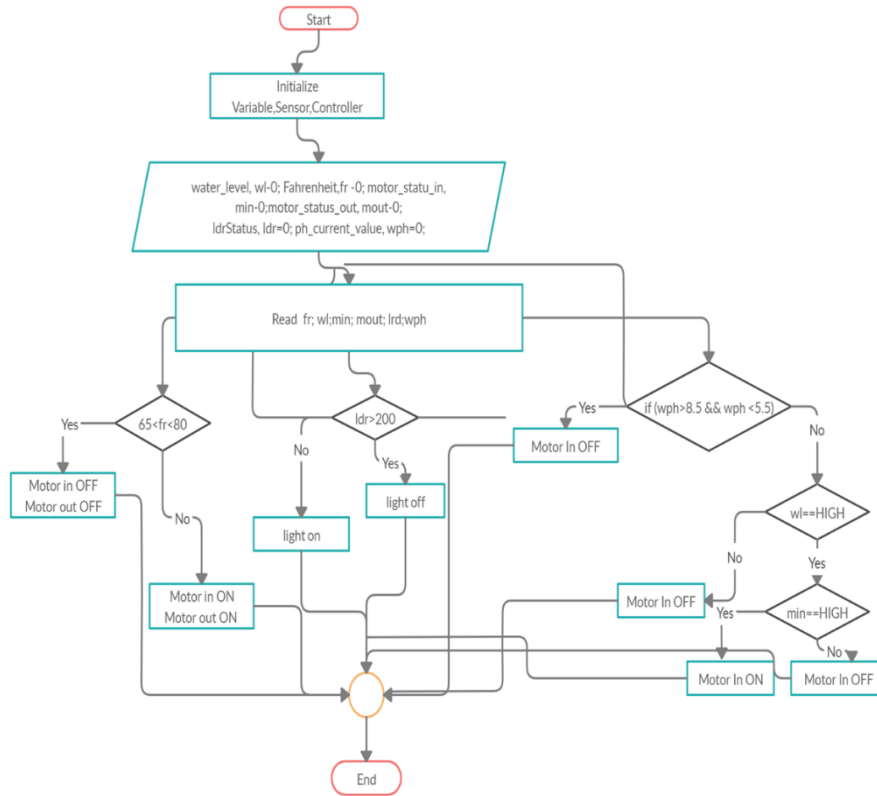 Start
Initialize
Variable,Sensor,Controller
water_level, wl-0; Fahrenheit,fr -0; motor_statu_in,
min-0;motor_status_out, mout-0;
ldrStatus, ldr=0; ph_current_value, wph=0;
Read fr; wl;min; mout; lrd;wph
65<fr<80
Yes
Motor in OFF
Motor out OFF
No
Motor in ON
Motor out ON
ldr>200
No
light on
Yes
light off
if (wph>8.5 && wph <5.5)
Yes
Motor In OFF
No
wl==HIGH
No
Motor In OFF
Yes
min==HIGH
Yes
Motor In ON
No
Motor In OFF
End